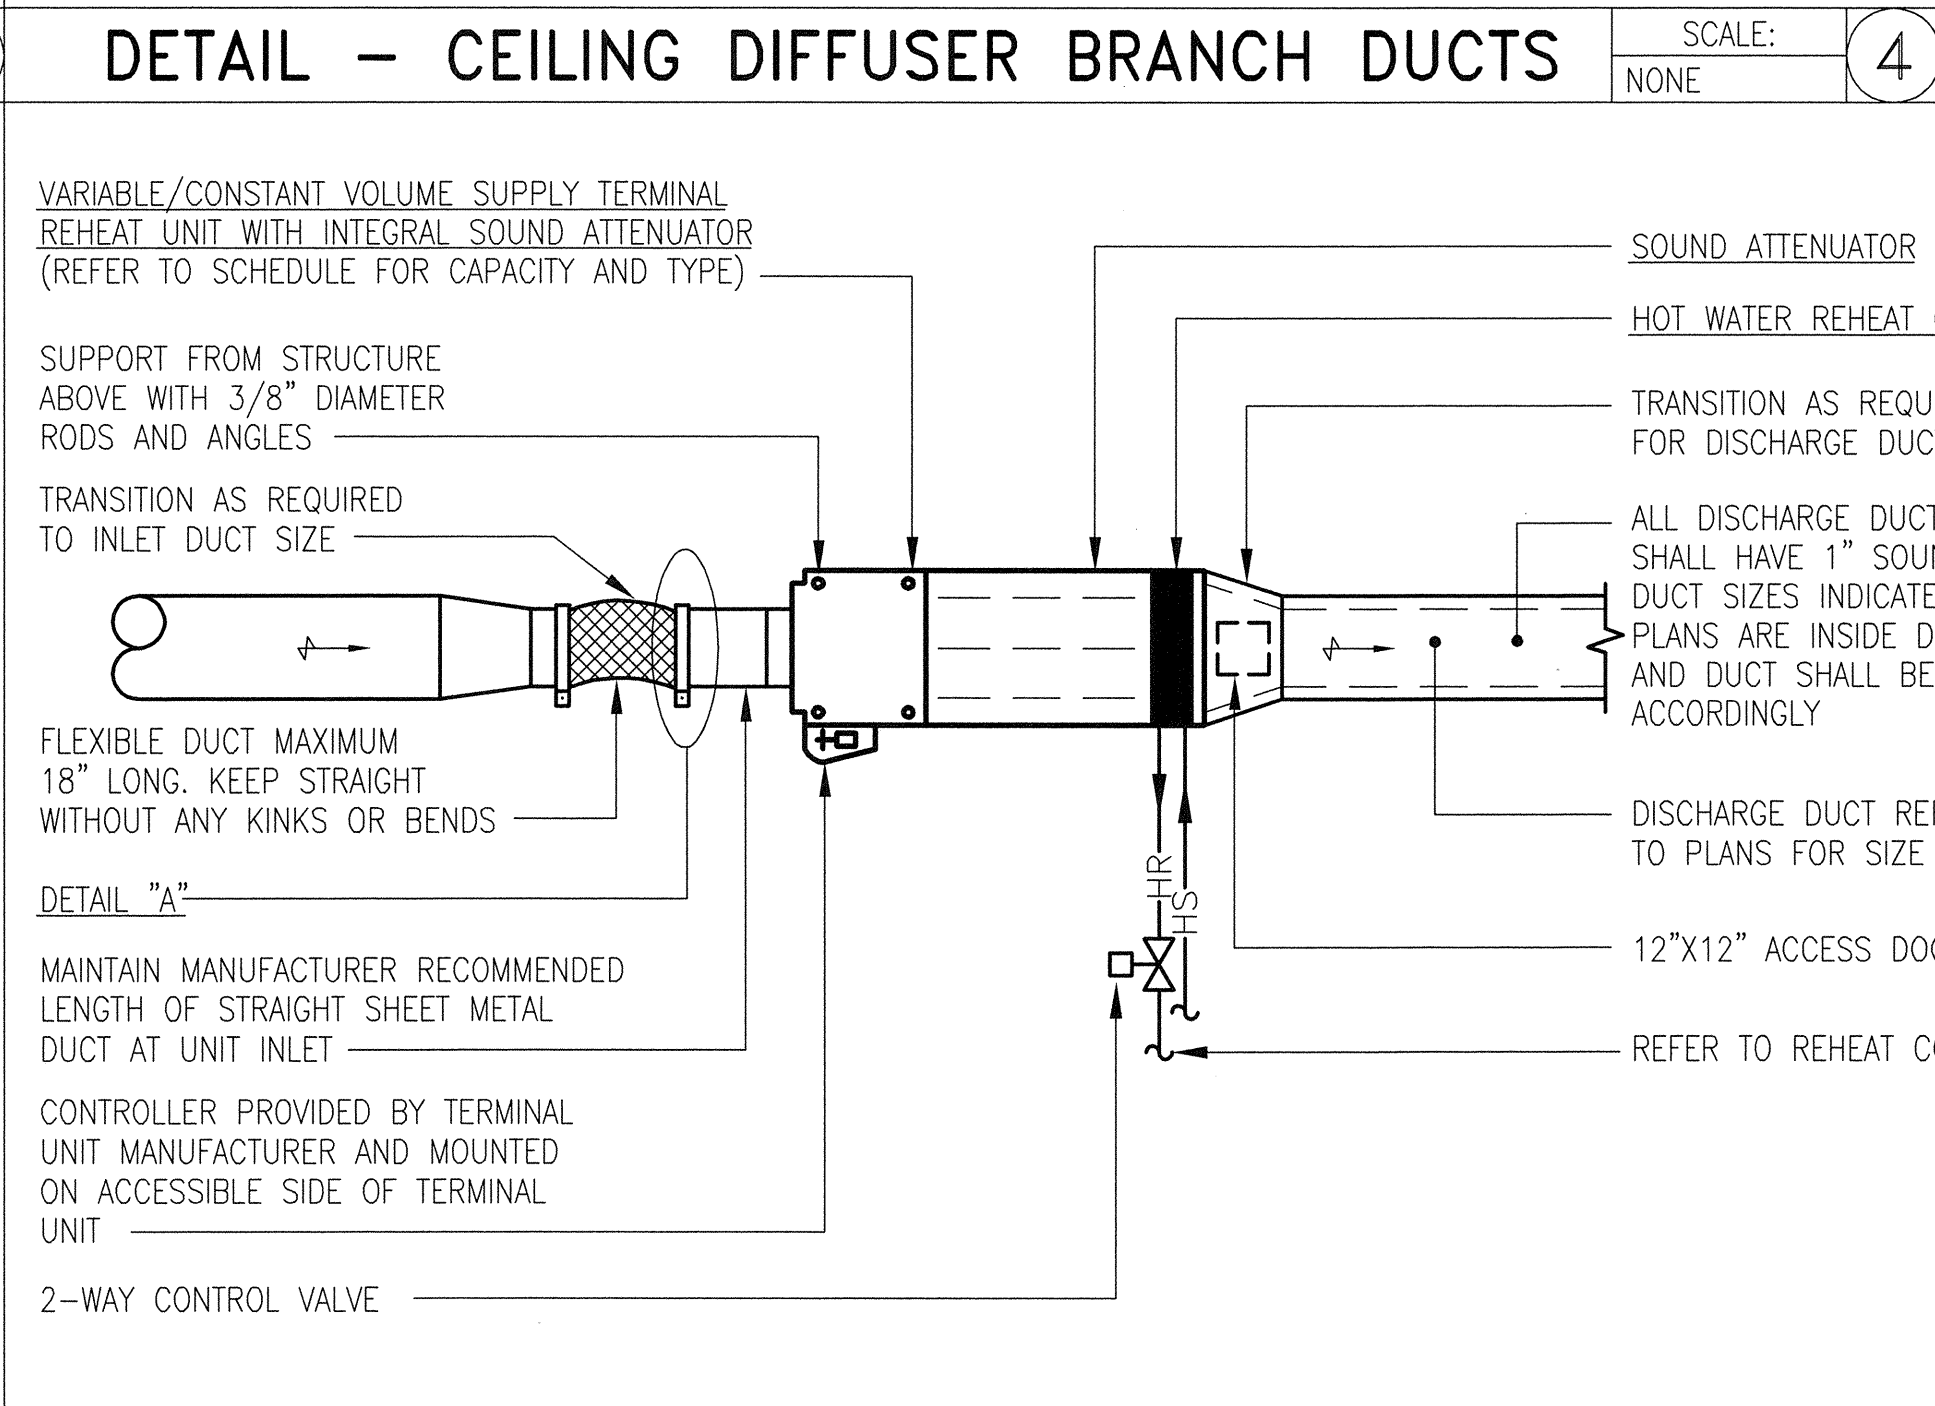 DETAIL – CEILING DIFFUSER BRANCH DUCTS
SCALE:
NONE
4
VARIABLE/CONSTANT VOLUME SUPPLY TERMINAL
REHEAT UNIT WITH INTEGRAL SOUND ATTENUATOR
(REFER TO SCHEDULE FOR CAPACITY AND TYPE)
SUPPORT FROM STRUCTURE
ABOVE WITH 3/8" DIAMETER
RODS AND ANGLES
TRANSITION AS REQUIRED
TO INLET DUCT SIZE
FLEXIBLE DUCT MAXIMUM
18" LONG. KEEP STRAIGHT
WITHOUT ANY KINKS OR BENDS
DETAIL "A"
MAINTAIN MANUFACTURER RECOMMENDED
LENGTH OF STRAIGHT SHEET METAL
DUCT AT UNIT INLET
CONTROLLER PROVIDED BY TERMINAL
UNIT MANUFACTURER AND MOUNTED
ON ACCESSIBLE SIDE OF TERMINAL
UNIT
2–WAY CONTROL VALVE
HR
HS
SOUND ATTENUATOR
HOT WATER REHEAT
TRANSITION AS REQU
FOR DISCHARGE DUC
ALL DISCHARGE DUCT
SHALL HAVE 1" SOU
DUCT SIZES INDICATE
PLANS ARE INSIDE D
AND DUCT SHALL BE
ACCORDINGLY
DISCHARGE DUCT RE
TO PLANS FOR SIZE
12"X12" ACCESS DO
REFER TO REHEAT C